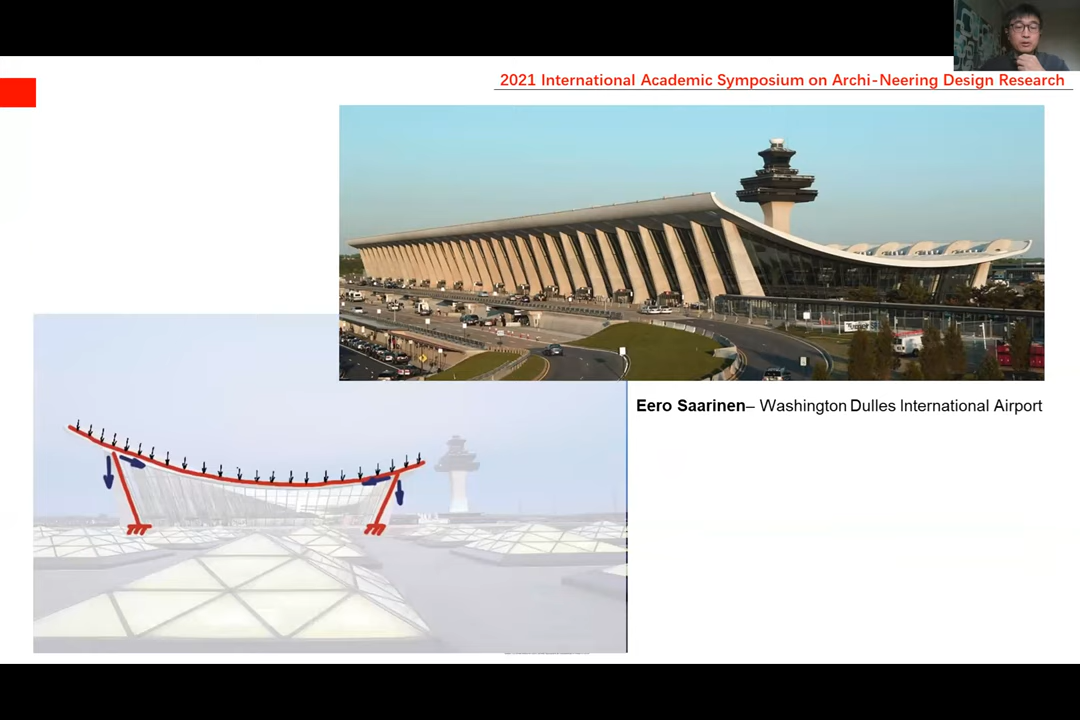 2021 International Academic Symposium on Archi-Neering Design Research
Eero Saarinen– Washington Dulles International Airport